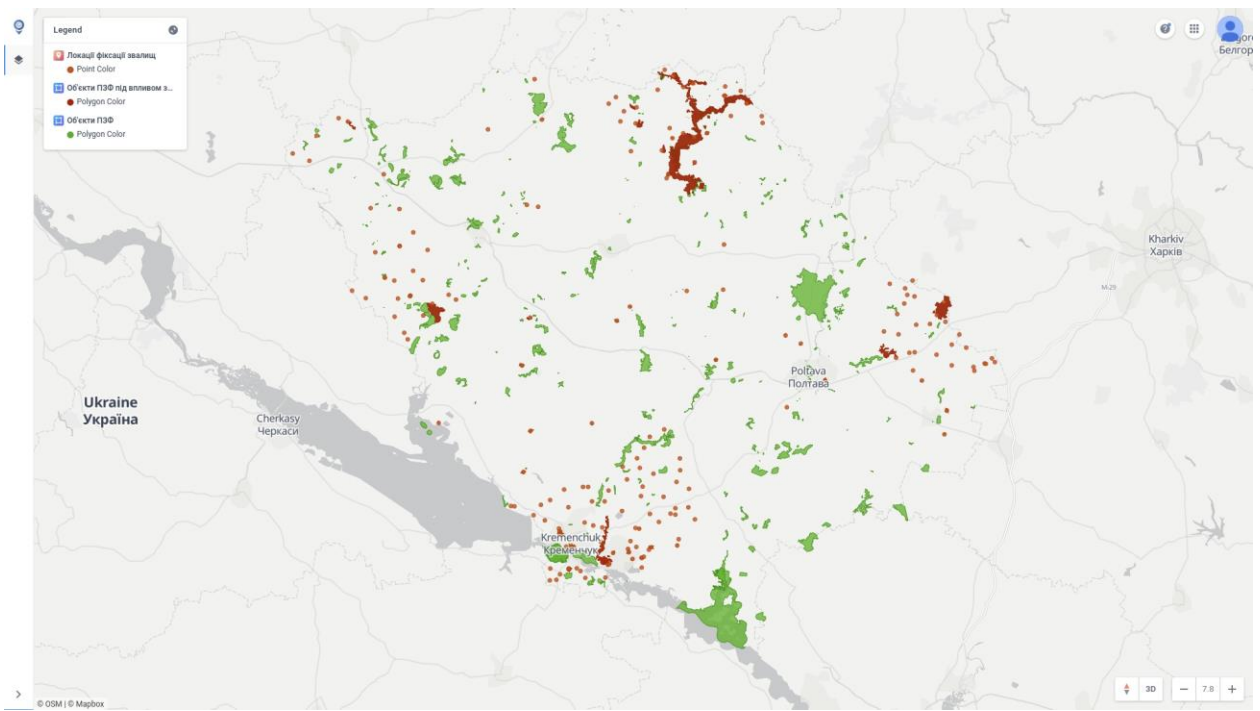 Legend
Локації фіксації звалищ
Point Color
Об'єкти ПЗФ під впливом з...
Polygon Color
Об'єкти ПЗФ
Polygon Color
Белгор
Kharkiv
Харків
M-29
Poltava
Полтава
Ukraine
Україна
Cherkasy
Черкаси
Kremenchuk
Кременчук
3D
7.8
© OSM | © Mapbox